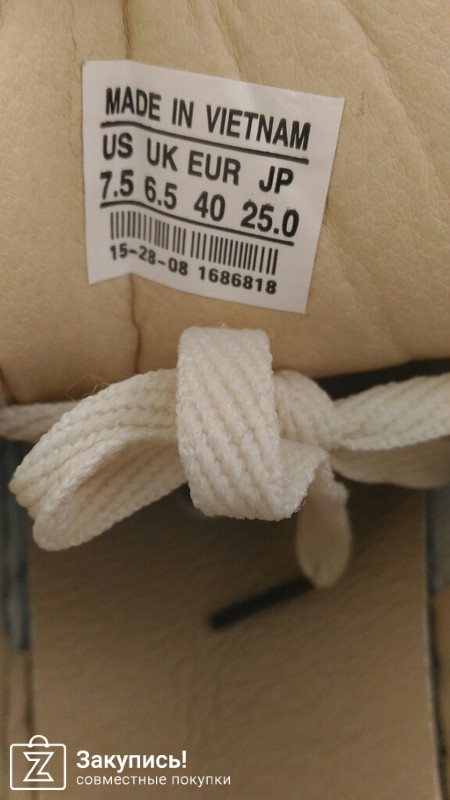 MADE IN VIETNAM
US UK EUR JP
7.5 6.5 40 25.0
15-28-08 1686818
Закупись!
совместные покупки